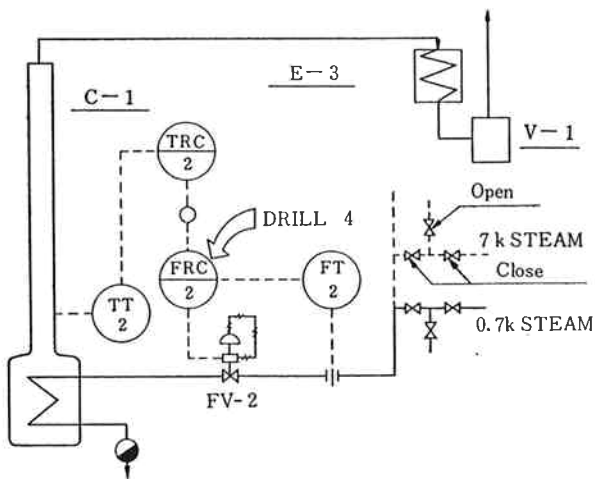 E-3
C-1
V-1
TRC
2
Open
DRILL 4
7 k STEAM
FRC
2
FT
2
Close
TT
2
0.7k STEAM
FV-2